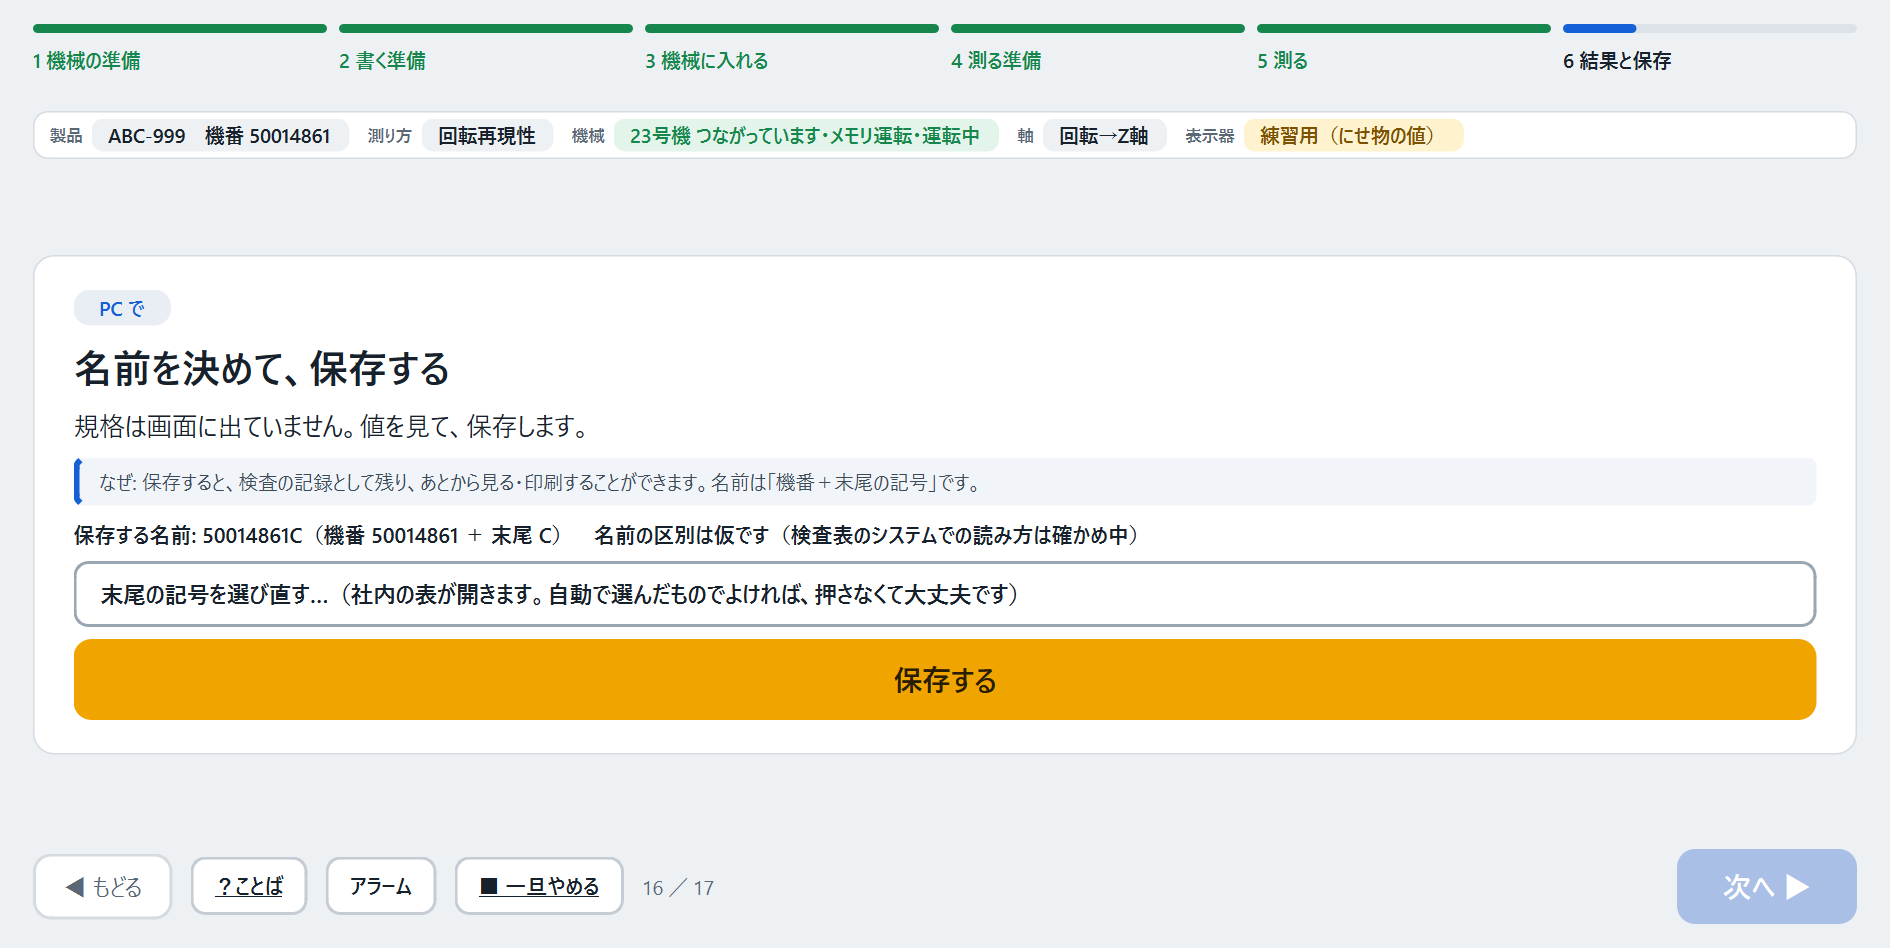 1 機械の準備
2 書く準備
3 機械に入れる
4 測る準備
5 測る
6 結果と保存
製品 ABC-999 機番 50014861 測り方 回転再現性 機械 23号機 つながっています・メモリ運転・運転中 軸 回転→Z軸 表示器 練習用（にせ物の値）
PC で
名前を決めて、保存する
規格は画面に出ていません。値を見て、保存します。
なぜ: 保存すると、検査の記録として残り、あとから見る・印刷することができます。名前は「機番＋末尾の記号」です。
保存する名前: 50014861C（機番 50014861 ＋ 末尾 C） 名前の区別は仮です（検査表のシステムでの読み方は確かめ中）
末尾の記号を選び直す...（社内の表が開きます。自動で選んだものでよければ、押さなくて大丈夫です）
保存する
◀ もどる
？ことば
アラーム
■ 一旦やめる
16 ／ 17
次へ ▶